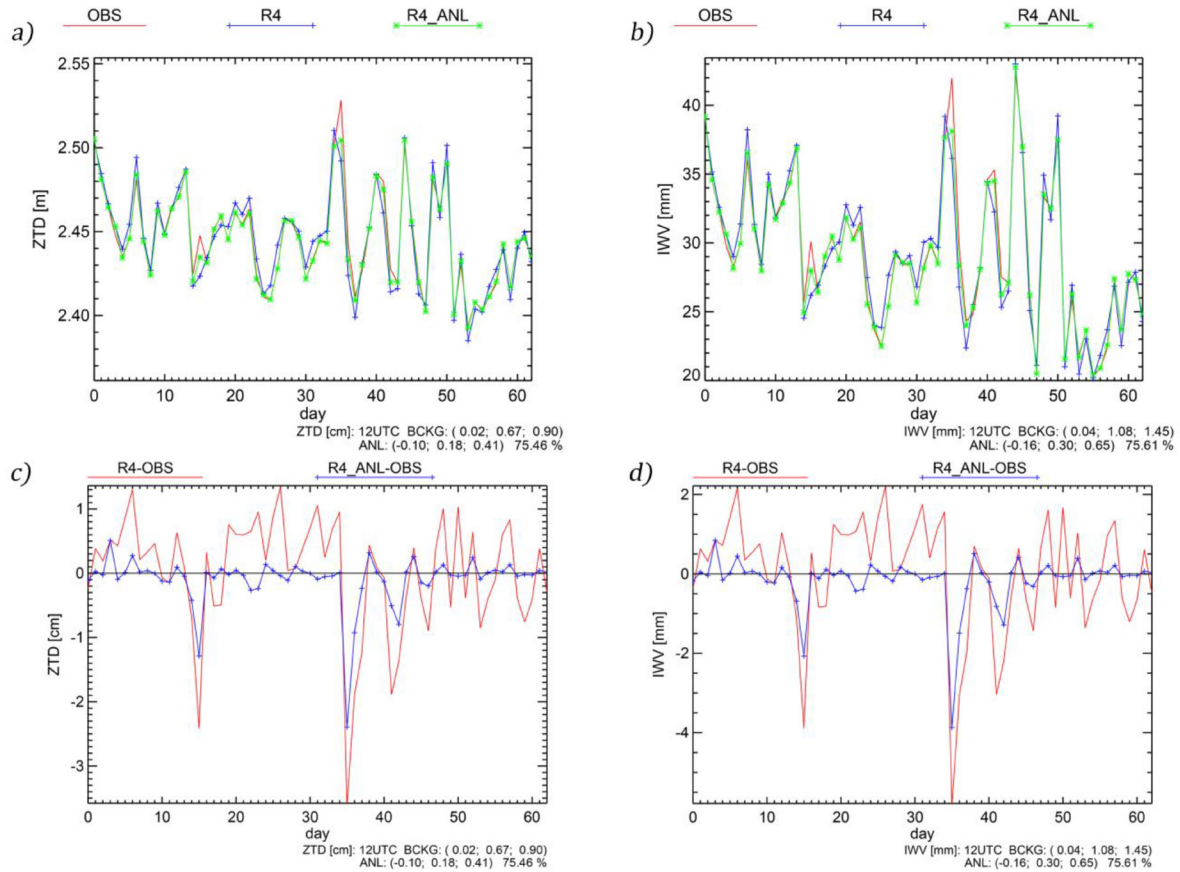 OBS R4 R4_ANL
a)
2.55
2.50
2.45
2.40
ZTD [m]
0 10 20 30 40 50 60
day
ZTD [cm]: 12UTC BCKG: ( 0.02; 0.67; 0.90)
ANL: (-0.10; 0.18; 0.41) 75.46 %
OBS R4 R4_ANL
b)
40
35
30
25
20
IWV [mm]
0 10 20 30 40 50 60
day
IWV [mm]: 12UTC BCKG: ( 0.04; 1.08; 1.45)
ANL: (-0.16; 0.30; 0.65) 75.61 %
R4-OBS R4_ANL-OBS
c)
1
0
-1
-2
-3
ZTD [cm]
0 10 20 30 40 50 60
day
ZTD [cm]: 12UTC BCKG: ( 0.02; 0.67; 0.90)
ANL: (-0.10; 0.18; 0.41) 75.46 %
R4-OBS R4_ANL-OBS
d)
2
0
-2
-4
IWV [mm]
0 10 20 30 40 50 60
day
IWV [mm]: 12UTC BCKG: ( 0.04; 1.08; 1.45)
ANL: (-0.16; 0.30; 0.65) 75.61 %